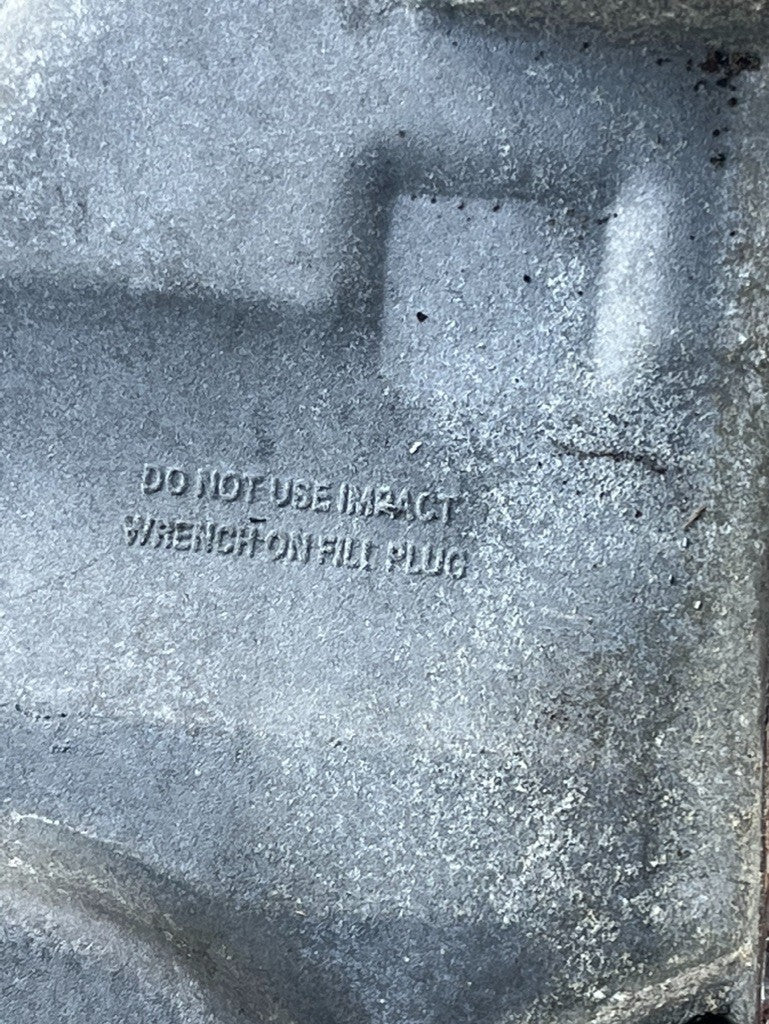 DO NOT USE IMPACT
WRENCH ON FILL PLUG